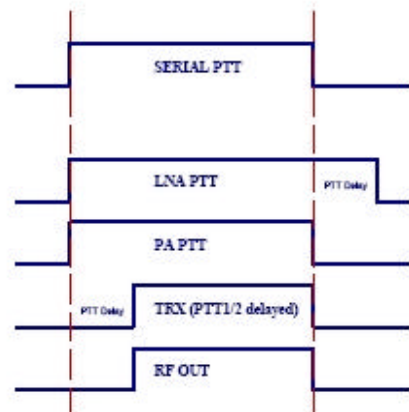 SERIAL PTT
LNA PTT
PTT Delay
PA PTT
PTT Delay
TRX (PTT1/2 delayed)
RF OUT